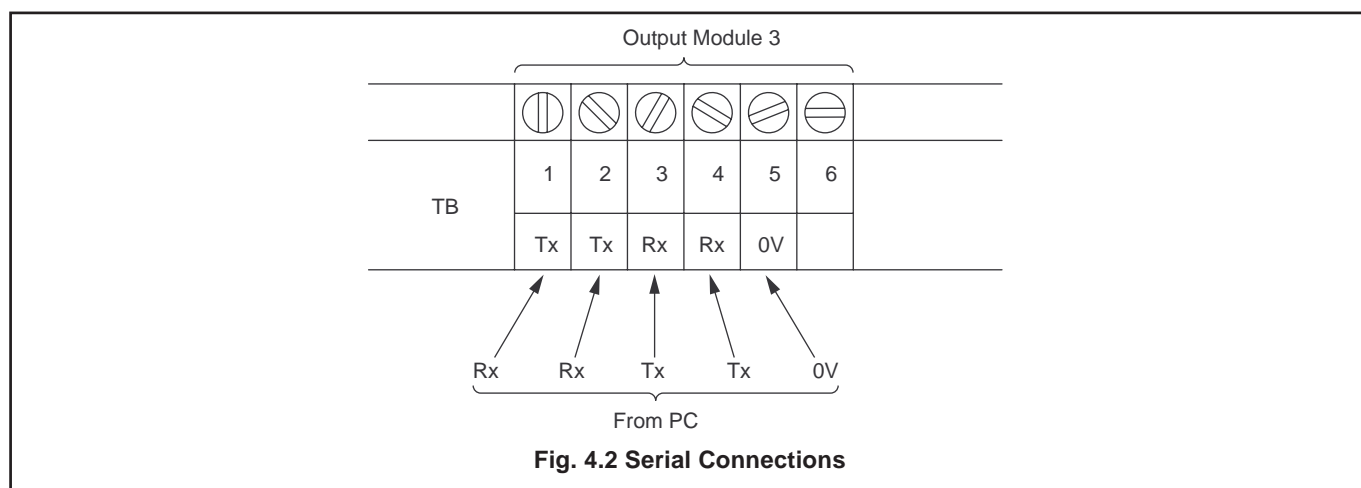 Output Module 3
1 2 3 4 5 6
TB
Tx Tx Rx Rx 0V
Rx Rx Tx Tx 0V
From PC
Fig. 4.2 Serial Connections